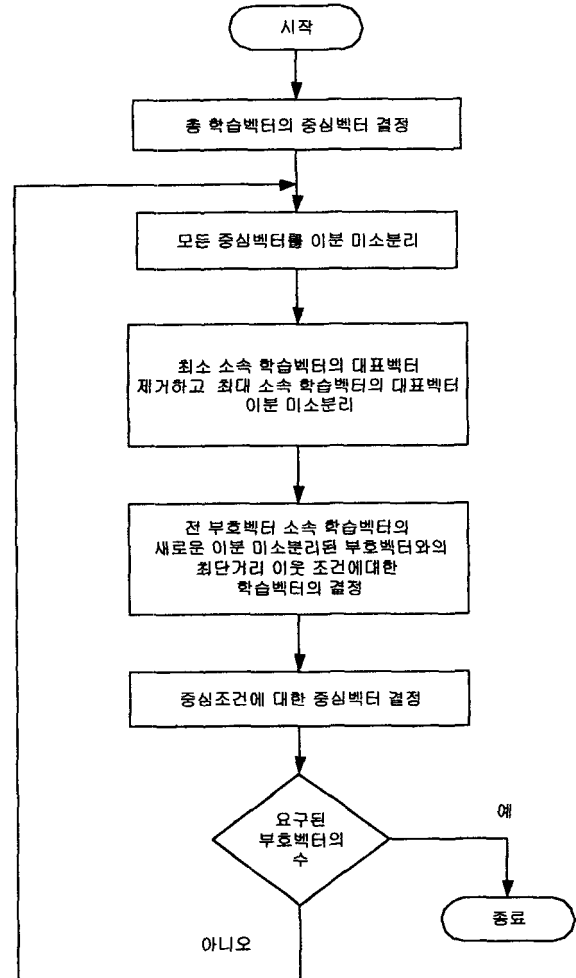 시작
총 학습벡터의 중심벡터 결정
모든 중심벡터를 이분 미소분리
최소 소속 학습벡터의 대표벡터
제거하고 최대 소속 학습벡터의 대표벡터
이분 미소분리
전 부호벡터 소속 학습벡터의
새로운 이분 미소분리된 부호벡터와의
최단거리 이웃 조건에대한
학습벡터의 결정
중심조건에 대한 중심벡터 결정
요구된
부호벡터의
수
예
종료
아니오